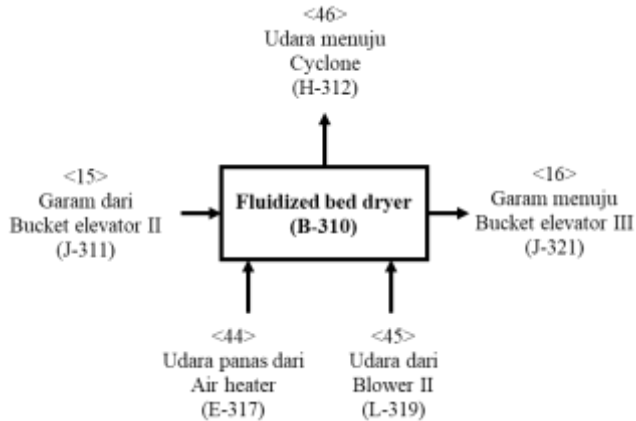 <46>
Udara menuju
Cyclone
(H-312)
<15>
Garam dari
Bucket elevator II
(J-311)
Fluidized bed dryer
(B-310)
<16>
Garam menuju
Bucket elevator III
(J-321)
<44>
Udara panas dari
Air heater
(E-317)
<45>
Udara dari
Blower II
(L-319)